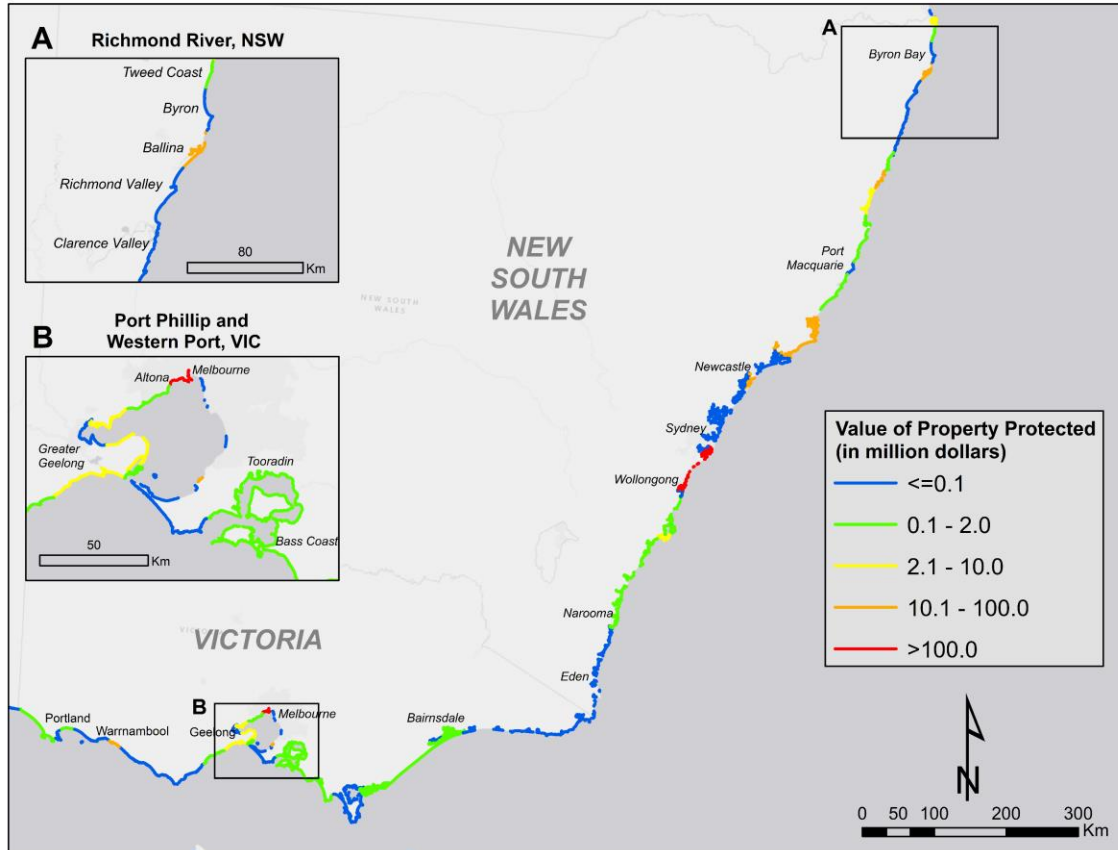 A
Richmond River, NSW
Tweed Coast
Byron
Ballina
Richmond Valley
Clarence Valley
80
Km
B
Port Phillip and
Western Port, VIC
Melbourne
Altona
Greater
Geelong
Tooradin
Bass Coast
50
Km
A
Byron Bay
NEW
SOUTH
WALES
NEW SOUTH
WALES
Port
Macquarie
Newcastle
Sydney
Wollongong
Narooma
Eden
VICTORIA
Bairnsdale
B
Melbourne
Geelong
Portland
Warrnambool
Value of Property Protected
(in million dollars)
<=0.1
0.1 - 2.0
2.1 - 10.0
10.1 - 100.0
>100.0
N
0 50 100 200 300
Km